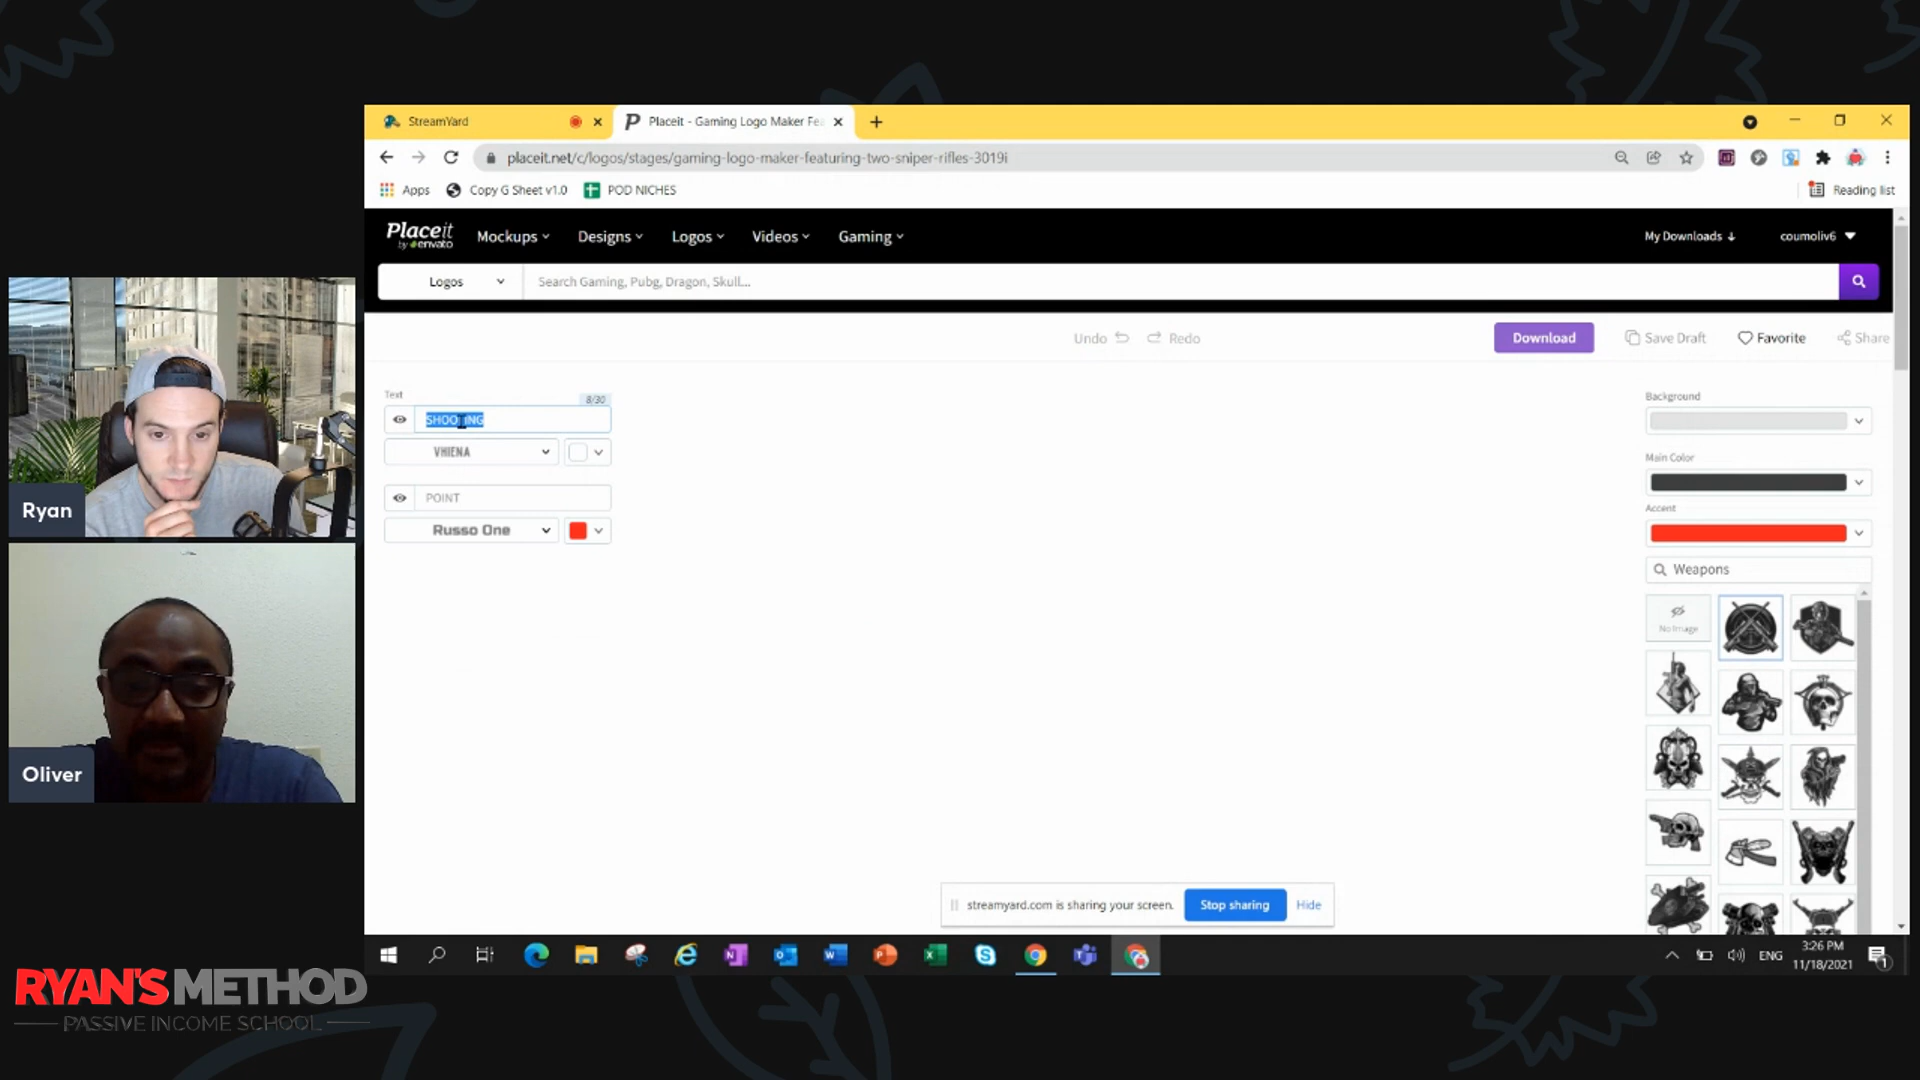 StreamYard
Placeit - Gaming Logo Maker Fea
placeit.net/c/logos/stages/gaming-logo-maker-featuring-two-sniper-rifles-3019i
Apps
Copy G Sheet v1.0
POD NICHES
Reading list
Placeit
by envato
Mockups
Designs
Logos
Videos
Gaming
My Downloads
coumoliv6
Logos
Search Gaming, Pubg, Dragon, Skull...
Undo
Redo
Download
Save Draft
Favorite
Share
Text
8/30
SHOOTING
VHIENA
POINT
Russo One
Background
Main Color
Accent
Weapons
No Image
Ryan
Oliver
streamyard.com is sharing your screen.
Stop sharing
Hide
ENG
3:26 PM
11/18/2021
1
RYAN'S METHOD
PASSIVE INCOME SCHOOL